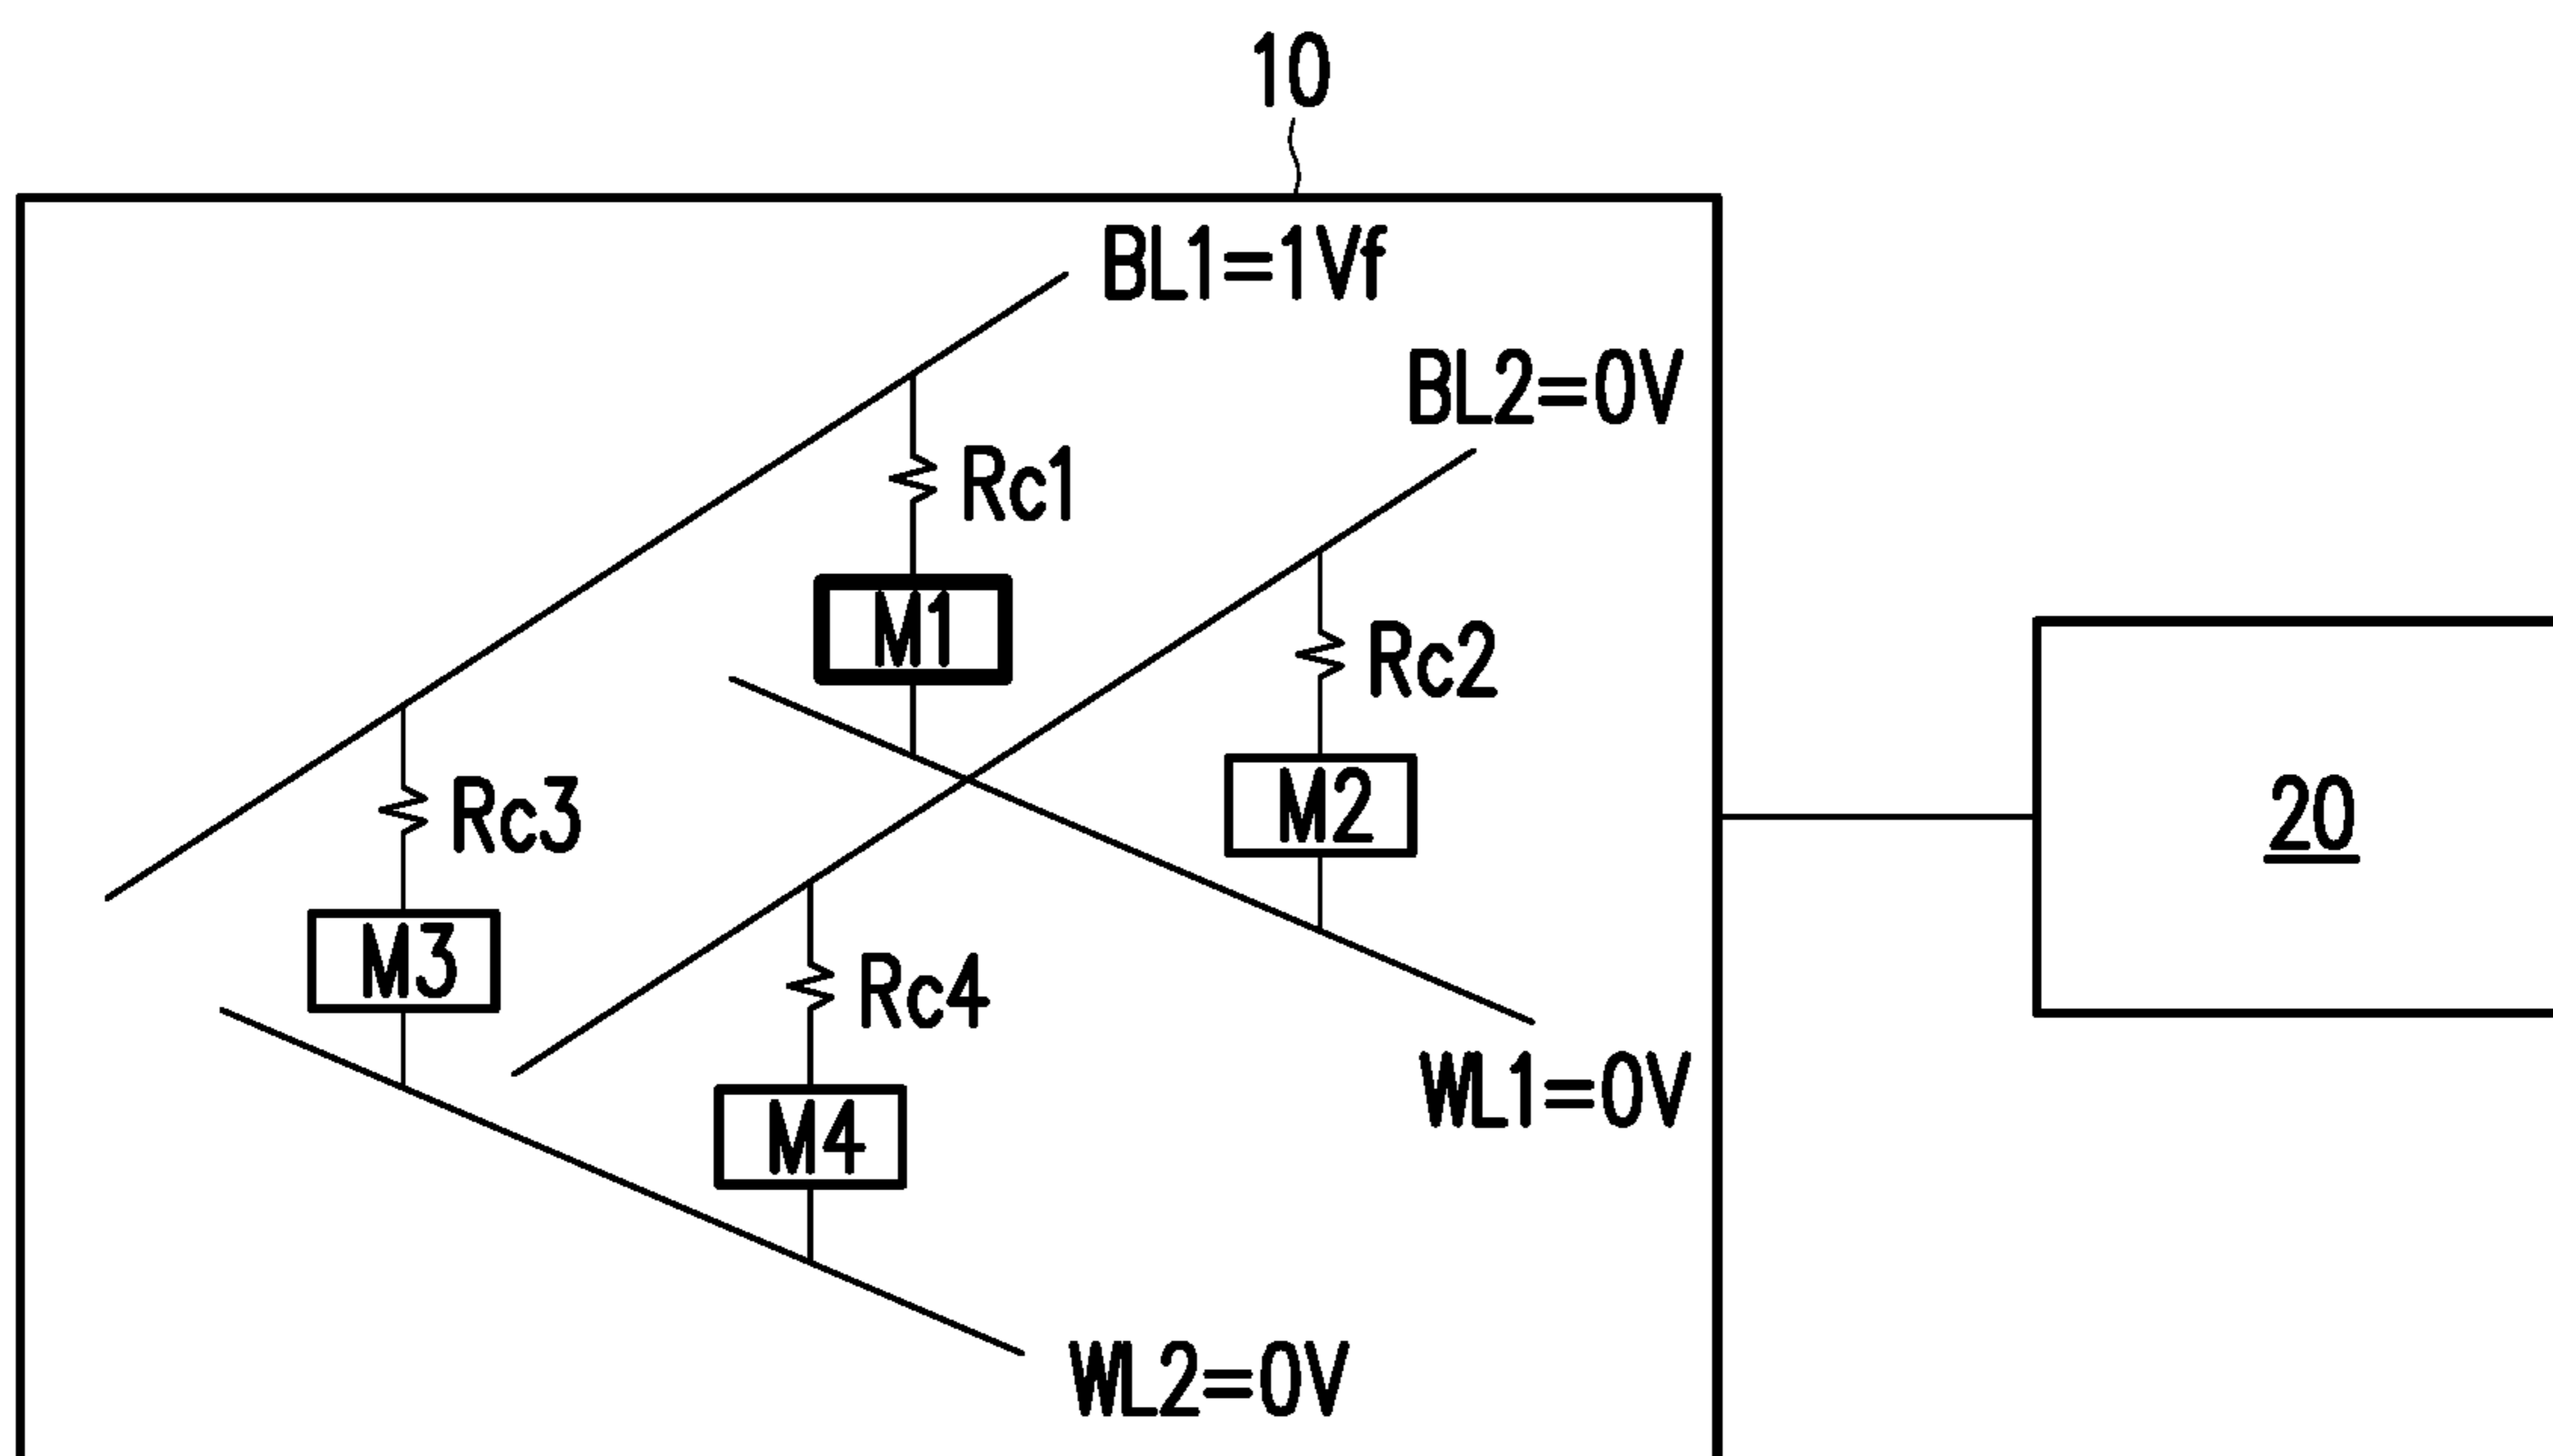 10
BL1=1Vf
BL2=0V
Rc1
M1
Rc2
M2
Rc3
M3
Rc4
M4
20
WL1=0V
WL2=0V